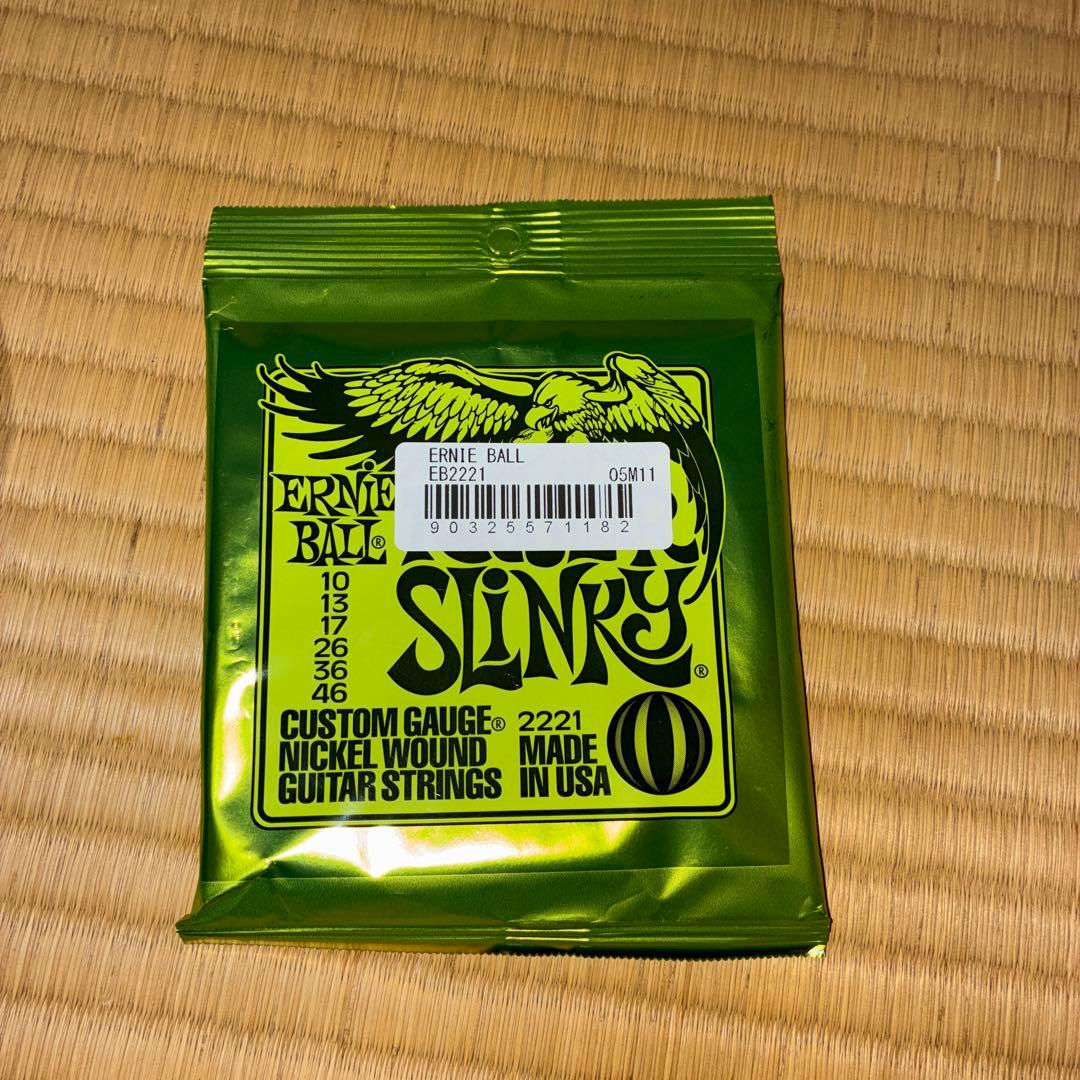 ERNIE BALL
EB2221 05M11
90325571182
ERNIE
BALL®
SLINKY®
10
13
17
26
36
46
CUSTOM GAUGE® 2221
NICKEL WOUND MADE
GUITAR STRINGS IN USA